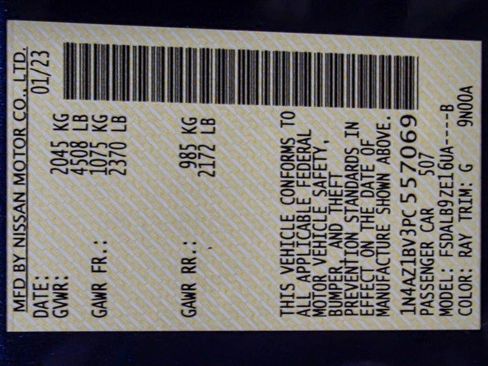 MFD BY NISSAN MOTOR CO., LTD.
DATE: 01/23
GVWR: 2045 KG
4508 LB
GAWR FR.: 1075 KG
2370 LB
GAWR RR.: 985 KG
2172 LB
THIS VEHICLE CONFORMS TO
ALL APPLICABLE FEDERAL
MOTOR VEHICLE SAFETY,
BUMPER, AND THEFT
PREVENTION STANDARDS IN
EFFECT ON THE DATE OF
MANUFACTURE SHOWN ABOVE.
1N4AZ1BV3PC557069
PASSENGER CAR 507
MODEL: FSDALB9ZE16UA----B
COLOR: RAY TRIM: G 9N00A